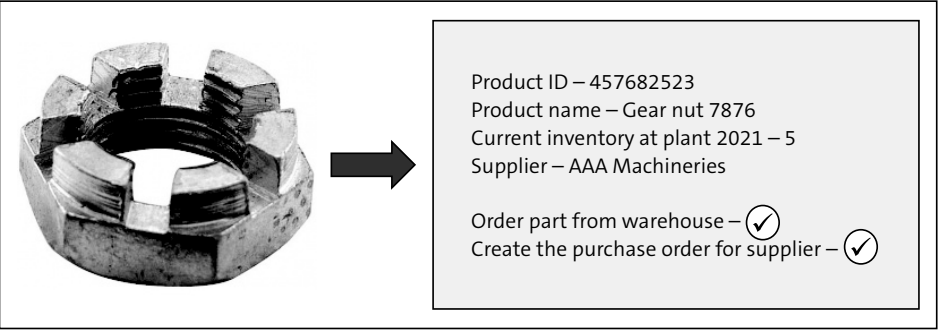 Product ID – 457682523
Product name – Gear nut 7876
Current inventory at plant 2021 – 5
Supplier – AAA Machineries
Order part from warehouse – ✓
Create the purchase order for supplier – ✓